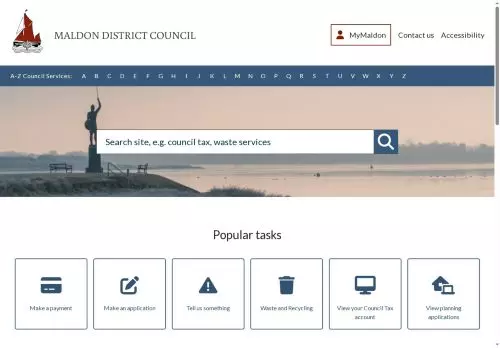 MALDON DISTRICT COUNCIL
MyMaldon
Contact us
Accessibility
A-Z Council Services: A B C D E F G H I J K L M N O P Q R S T U V W X Y Z
Search site, e.g. council tax, waste services
Popular tasks
Make a payment
Make an application
Tell us something
Waste and Recycling
View your Council Tax
account
View planning
applications